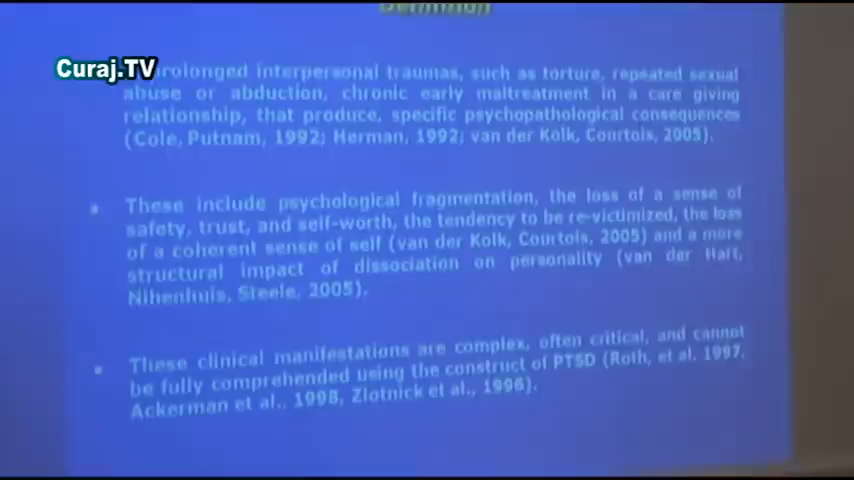 Definition
Curaj.TV
prolonged interpersonal traumas, such as torture, repeated sexual
abuse or abduction, chronic early maltreatment in a care giving
relationship, that produce, specific psychopathological consequences
(Cole, Putnam, 1992; Herman, 1992; van der Kolk, Courtois, 2005).
• These include psychological fragmentation, the loss of a sense of
safety, trust, and self-worth, the tendency to be re-victimized, the loss
of a coherent sense of self (van der Kolk, Courtois, 2005) and a more
structural impact of dissociation on personality (van der Hart,
Nihenhuis, Steele, 2005).
• These clinical manifestations are complex, often critical, and cannot
be fully comprehended using the construct of PTSD (Roth, et al. 1997,
Ackerman et al., 1998, Zlotnick et al., 1996).